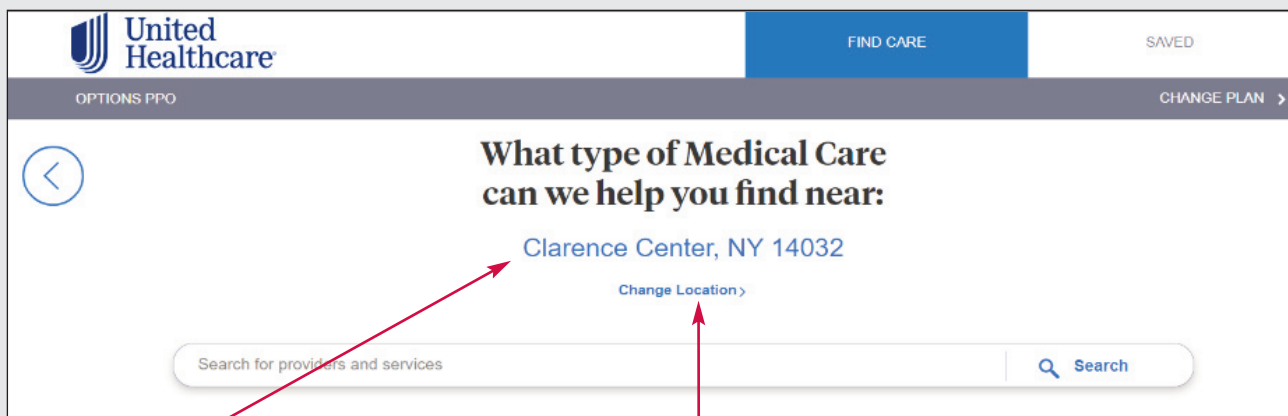 United
Healthcare
FIND CARE
SAVED
OPTIONS PPO
CHANGE PLAN
What type of Medical Care
can we help you find near:
Clarence Center, NY 14032
Change Location
Search for providers and services
Search